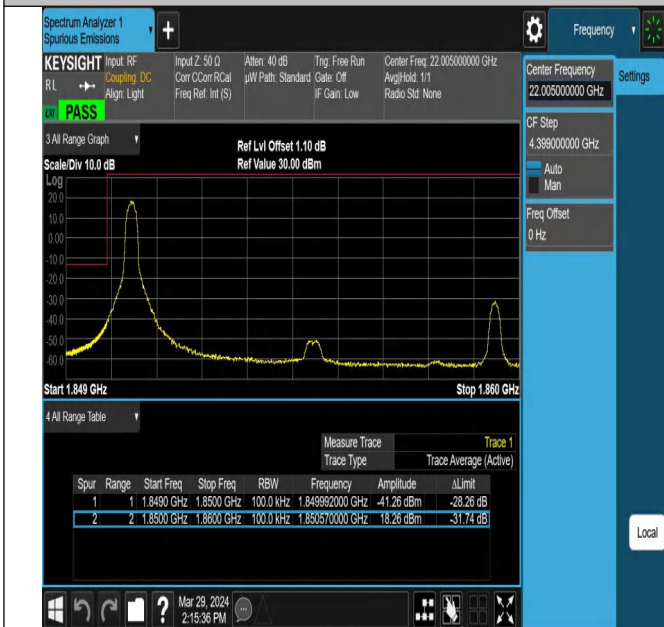 Spectrum Analyzer 1
Spurious Emissions
Frequency
KEYSIGHT Input: RF Input Z: 50 Ω Atten: 40 dB Trig: Free Run Center Freq: 22.005000000 GHz
RL Coupling: DC Corr CCorr RCal µW Path: Standard Gate: Off Avg|Hold: 1/1
Align: Light Freq Ref: Int (S) IF Gain: Low Radio Std: None
PASS
Center Frequency
22.005000000 GHz
Settings
CF Step
4.399000000 GHz
Auto
Man
Freq Offset
0 Hz
3 All Range Graph
Ref Lvl Offset 1.10 dB
Scale/Div 10.0 dB Ref Value 30.00 dBm
Log
20.0
10.0
0.00
-10.0
-20.0
-30.0
-40.0
-50.0
-60.0
Start 1.849 GHz Stop 1.860 GHz
4 All Range Table
Measure Trace Trace 1
Trace Type Trace Average (Active)
Spur Range Start Freq Stop Freq RBW Frequency Amplitude ΔLimit
1 1 1.8490 GHz 1.8500 GHz 100.0 kHz 1.849992000 GHz -41.26 dBm -28.26 dB
2 2 1.8500 GHz 1.8600 GHz 100.0 kHz 1.850570000 GHz 18.26 dBm -31.74 dB
Local
Mar 29, 2024
2:15:36 PM